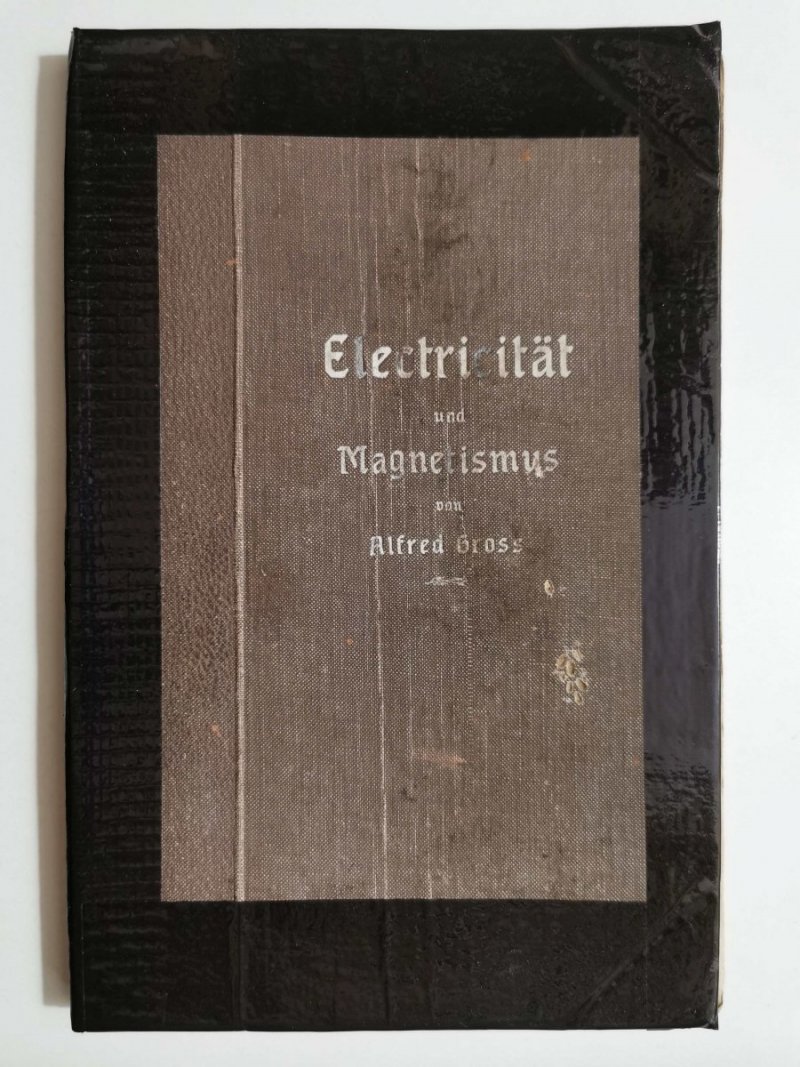 Electricität
und
Magnetismus
von
Alfred Gross